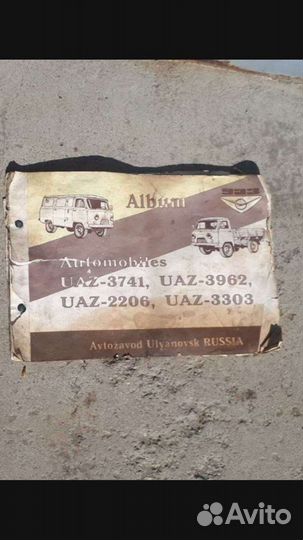 Album
Automobiles
UAZ-3741, UAZ-3962,
UAZ-2206, UAZ-3303
Avtozavod Ulyanovsk RUSSIA
Avito